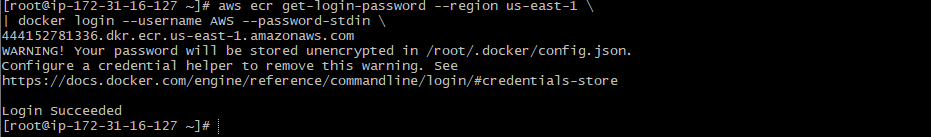 [root@ip-172-31-16-127 ~]# aws ecr get-login-password --region us-east-1 \
| docker login --username AWS --password-stdin \
444152781336.dkr.ecr.us-east-1.amazonaws.com
WARNING! Your password will be stored unencrypted in /root/.docker/config.json.
Configure a credential helper to remove this warning. See
https://docs.docker.com/engine/reference/commandline/login/#credentials-store

Login Succeeded
[root@ip-172-31-16-127 ~]#